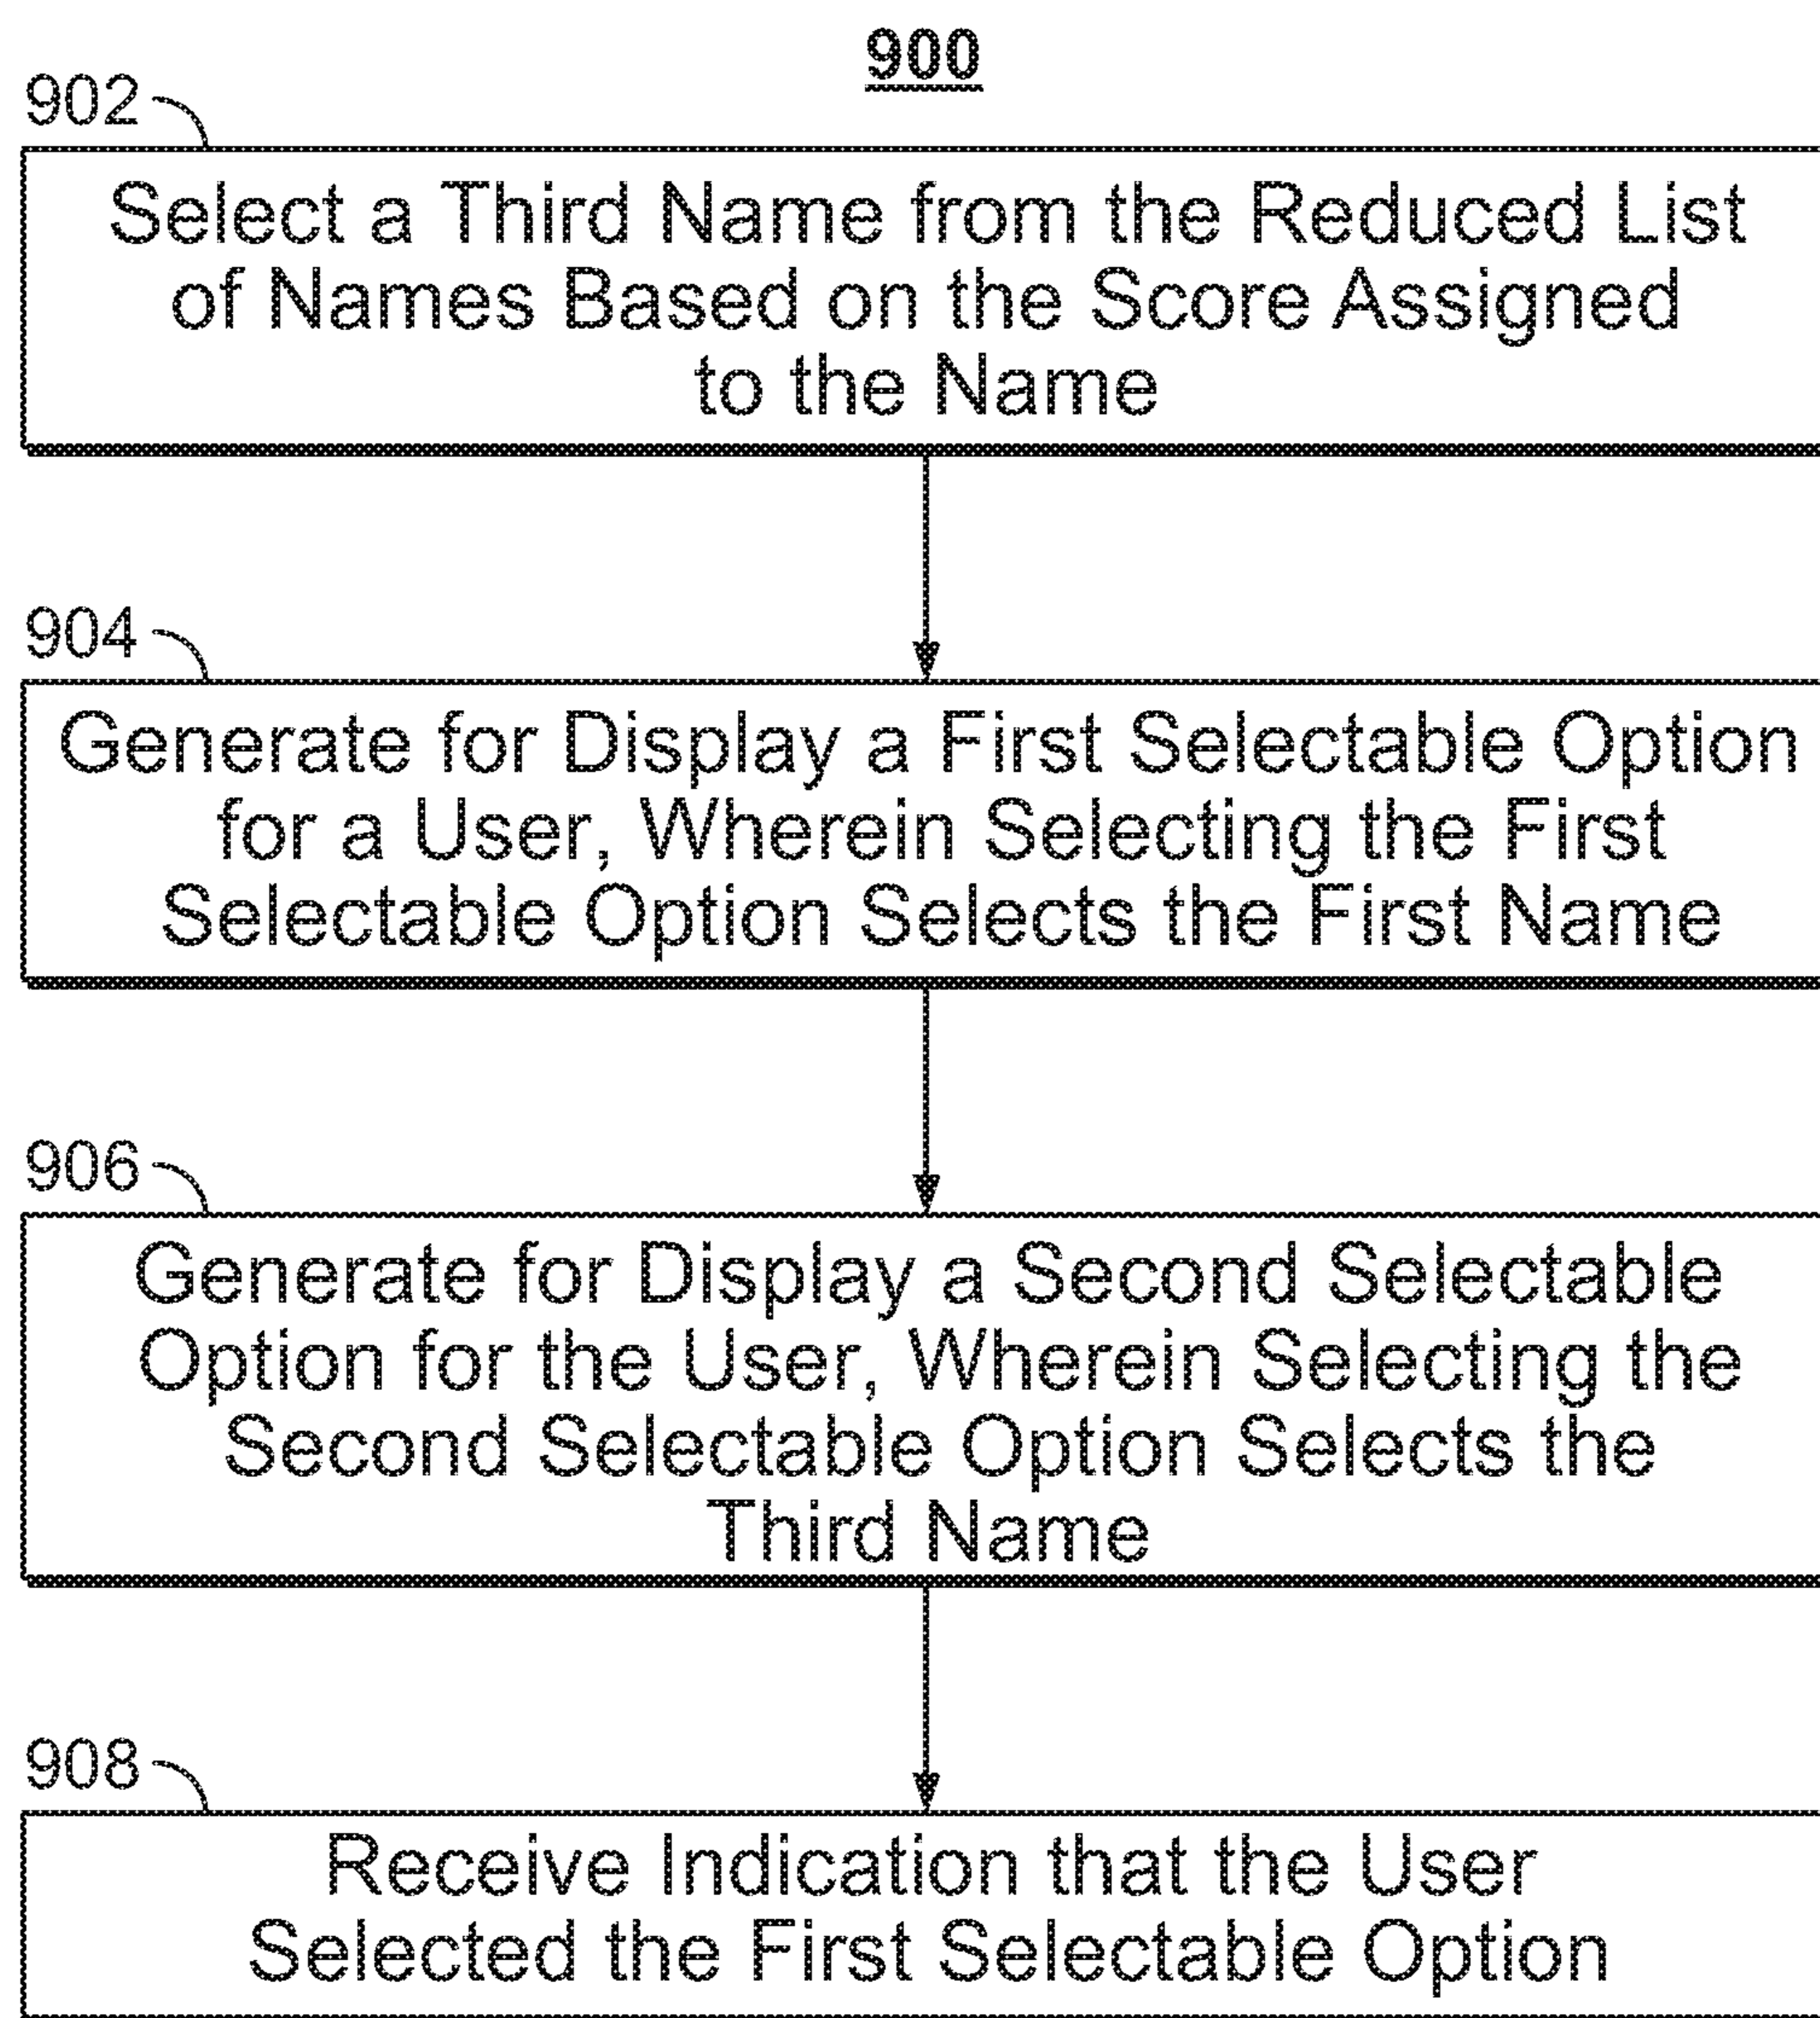 900
902
Select a Third Name from the Reduced List
of Names Based on the Score Assigned
to the Name
904
Generate for Display a First Selectable Option
for a User, Wherein Selecting the First
Selectable Option Selects the First Name
906
Generate for Display a Second Selectable
Option for the User, Wherein Selecting the
Second Selectable Option Selects the
Third Name
908
Receive Indication that the User
Selected the First Selectable Option